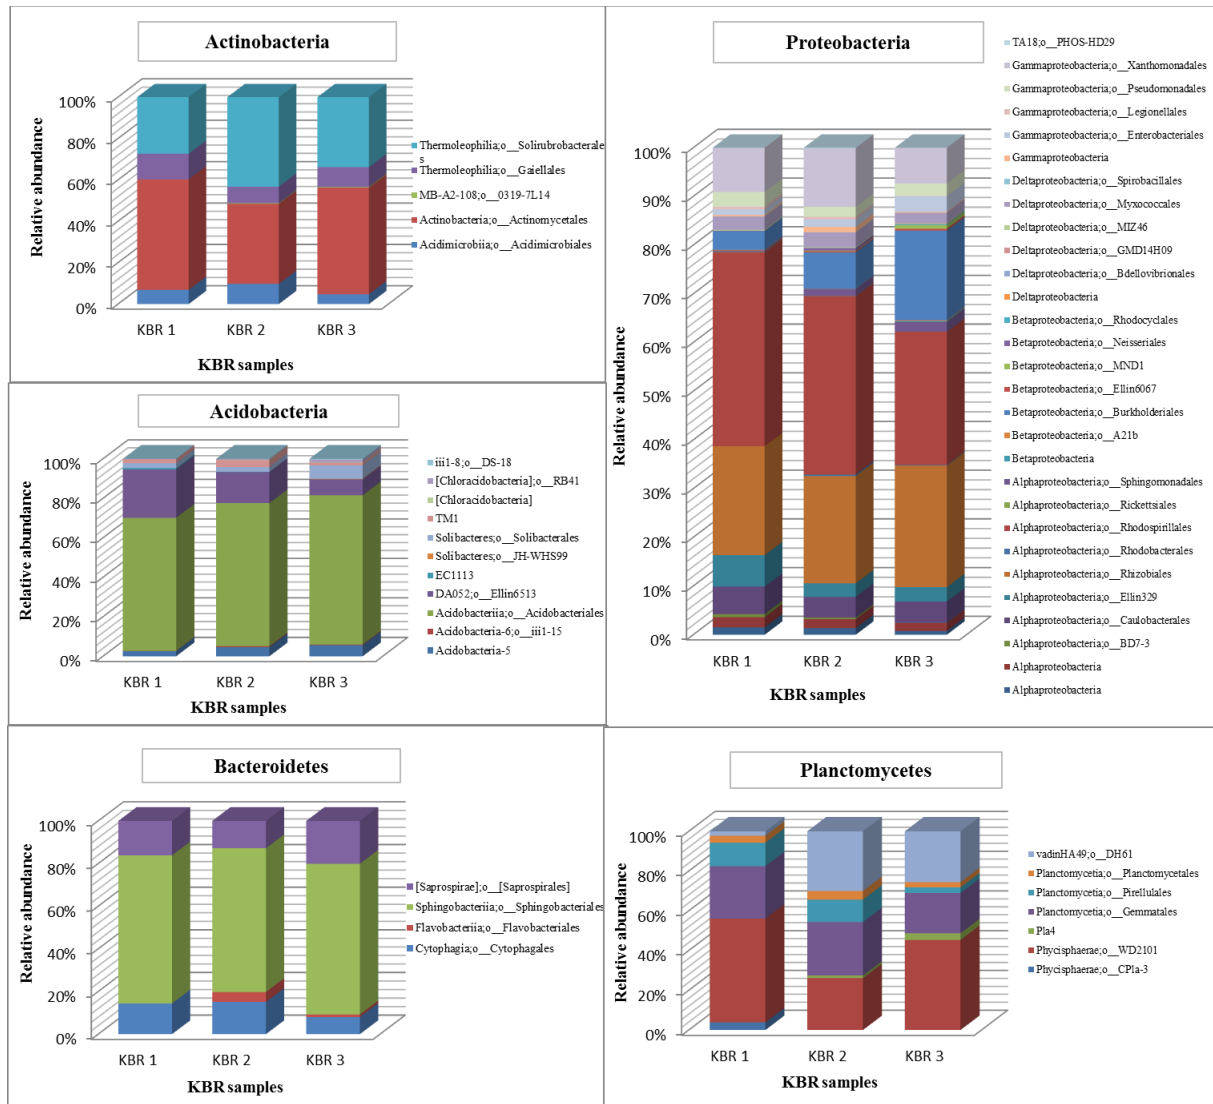 Actinobacteria
Relative abundance
100%
80%
60%
40%
20%
0%
KBR 1
KBR 2
KBR 3
KBR samples
Thermoleophilia;o__Solirubrobacterale
s
Thermoleophilia;o__Gaiellales
MB-A2-108;o__0319-7L14
Actinobacteria;o__Actinomycetales
Acidimicrobiia;o__Acidimicrobiales
Acidobacteria
Relative abundance
100%
80%
60%
40%
20%
0%
KBR 1
KBR 2
KBR 3
KBR samples
iii1-8;o__DS-18
[Chloracidobacteria];o__RB41
[Chloracidobacteria]
TM1
Solibacteres;o__Solibacterales
Solibacteres;o__JH-WHS99
EC1113
DA052;o__Ellin6513
Acidobacteriia;o__Acidobacteriales
Acidobacteria-6;o__iii1-15
Acidobacteria-5
Bacteroidetes
Relative abundance
100%
80%
60%
40%
20%
0%
KBR 1
KBR 2
KBR 3
KBR samples
[Saprospirae];o__[Saprospirales]
Sphingobacteriia;o__Sphingobacteriales
Flavobacteriia;o__Flavobacteriales
Cytophagia;o__Cytophagales
Proteobacteria
Relative abundance
100%
90%
80%
70%
60%
50%
40%
30%
20%
10%
0%
KBR 1
KBR 2
KBR 3
KBR samples
TA18;o__PHOS-HD29
Gammaproteobacteria;o__Xanthomonadales
Gammaproteobacteria;o__Pseudomonadales
Gammaproteobacteria;o__Legionellales
Gammaproteobacteria;o__Enterobacteriales
Gammaproteobacteria
Deltaproteobacteria;o__Spirobacillales
Deltaproteobacteria;o__Myxococcales
Deltaproteobacteria;o__MIZ46
Deltaproteobacteria;o__GMD14H09
Deltaproteobacteria;o__Bdellovibrionales
Deltaproteobacteria
Betaproteobacteria;o__Rhodocyclales
Betaproteobacteria;o__Neisseriales
Betaproteobacteria;o__MND1
Betaproteobacteria;o__Ellin6067
Betaproteobacteria;o__Burkholderiales
Betaproteobacteria;o__A21b
Betaproteobacteria
Alphaproteobacteria;o__Sphingomonadales
Alphaproteobacteria;o__Rickettsiales
Alphaproteobacteria;o__Rhodospirillales
Alphaproteobacteria;o__Rhodobacterales
Alphaproteobacteria;o__Rhizobiales
Alphaproteobacteria;o__Ellin329
Alphaproteobacteria;o__Caulobacterales
Alphaproteobacteria;o__BD7-3
Alphaproteobacteria
Alphaproteobacteria
Planctomycetes
Relative abundance
100%
80%
60%
40%
20%
0%
KBR 1
KBR 2
KBR 3
KBR samples
vadinHA49;o__DH61
Planctomycetia;o__Planctomycetales
Planctomycetia;o__Pirellulales
Planctomycetia;o__Gemmatales
Pla4
Phycisphaerae;o__WD2101
Phycisphaerae;o__CPla-3